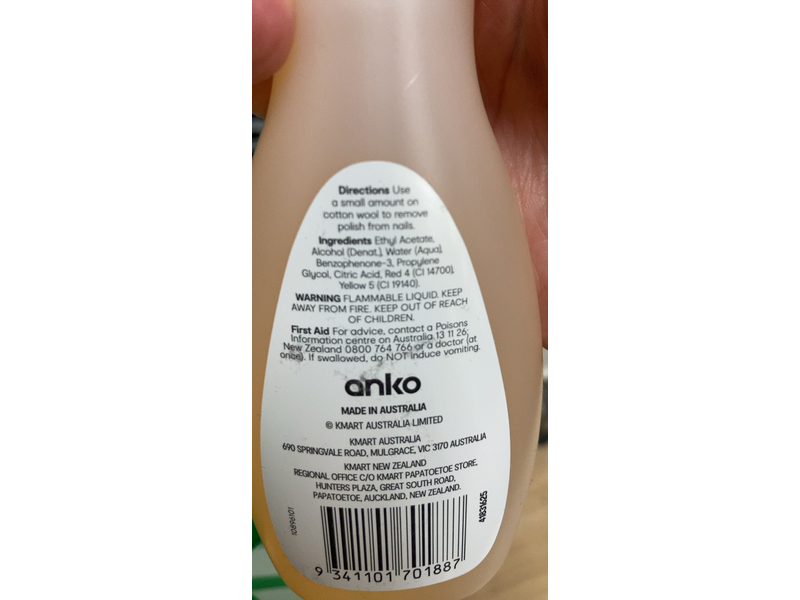 Directions Use
a small amount on
cotton wool to remove
polish from nails.
Ingredients Ethyl Acetate,
Alcohol (Denat.), Water (Aqua),
Benzophenone-3, Propylene
Glycol, Citric Acid, Red 4 (CI 14700),
Yellow 5 (CI 19140).
WARNING FLAMMABLE LIQUID. KEEP
AWAY FROM FIRE. KEEP OUT OF REACH
OF CHILDREN.
First Aid For advice, contact a Poisons
Information centre on Australia 13 11 26;
New Zealand 0800 764 766 or a doctor (at
once). If swallowed, do NOT induce vomiting.
anko
MADE IN AUSTRALIA
© KMART AUSTRALIA LIMITED
KMART AUSTRALIA
690 SPRINGVALE ROAD, MULGRACE, VIC 3170 AUSTRALIA
KMART NEW ZEALAND
REGIONAL OFFICE C/O KMART PAPATOETOE STORE,
HUNTERS PLAZA, GREAT SOUTH ROAD,
PAPATOETOE, AUCKLAND, NEW ZEALAND.
10896101
41831625
9 341101 701887